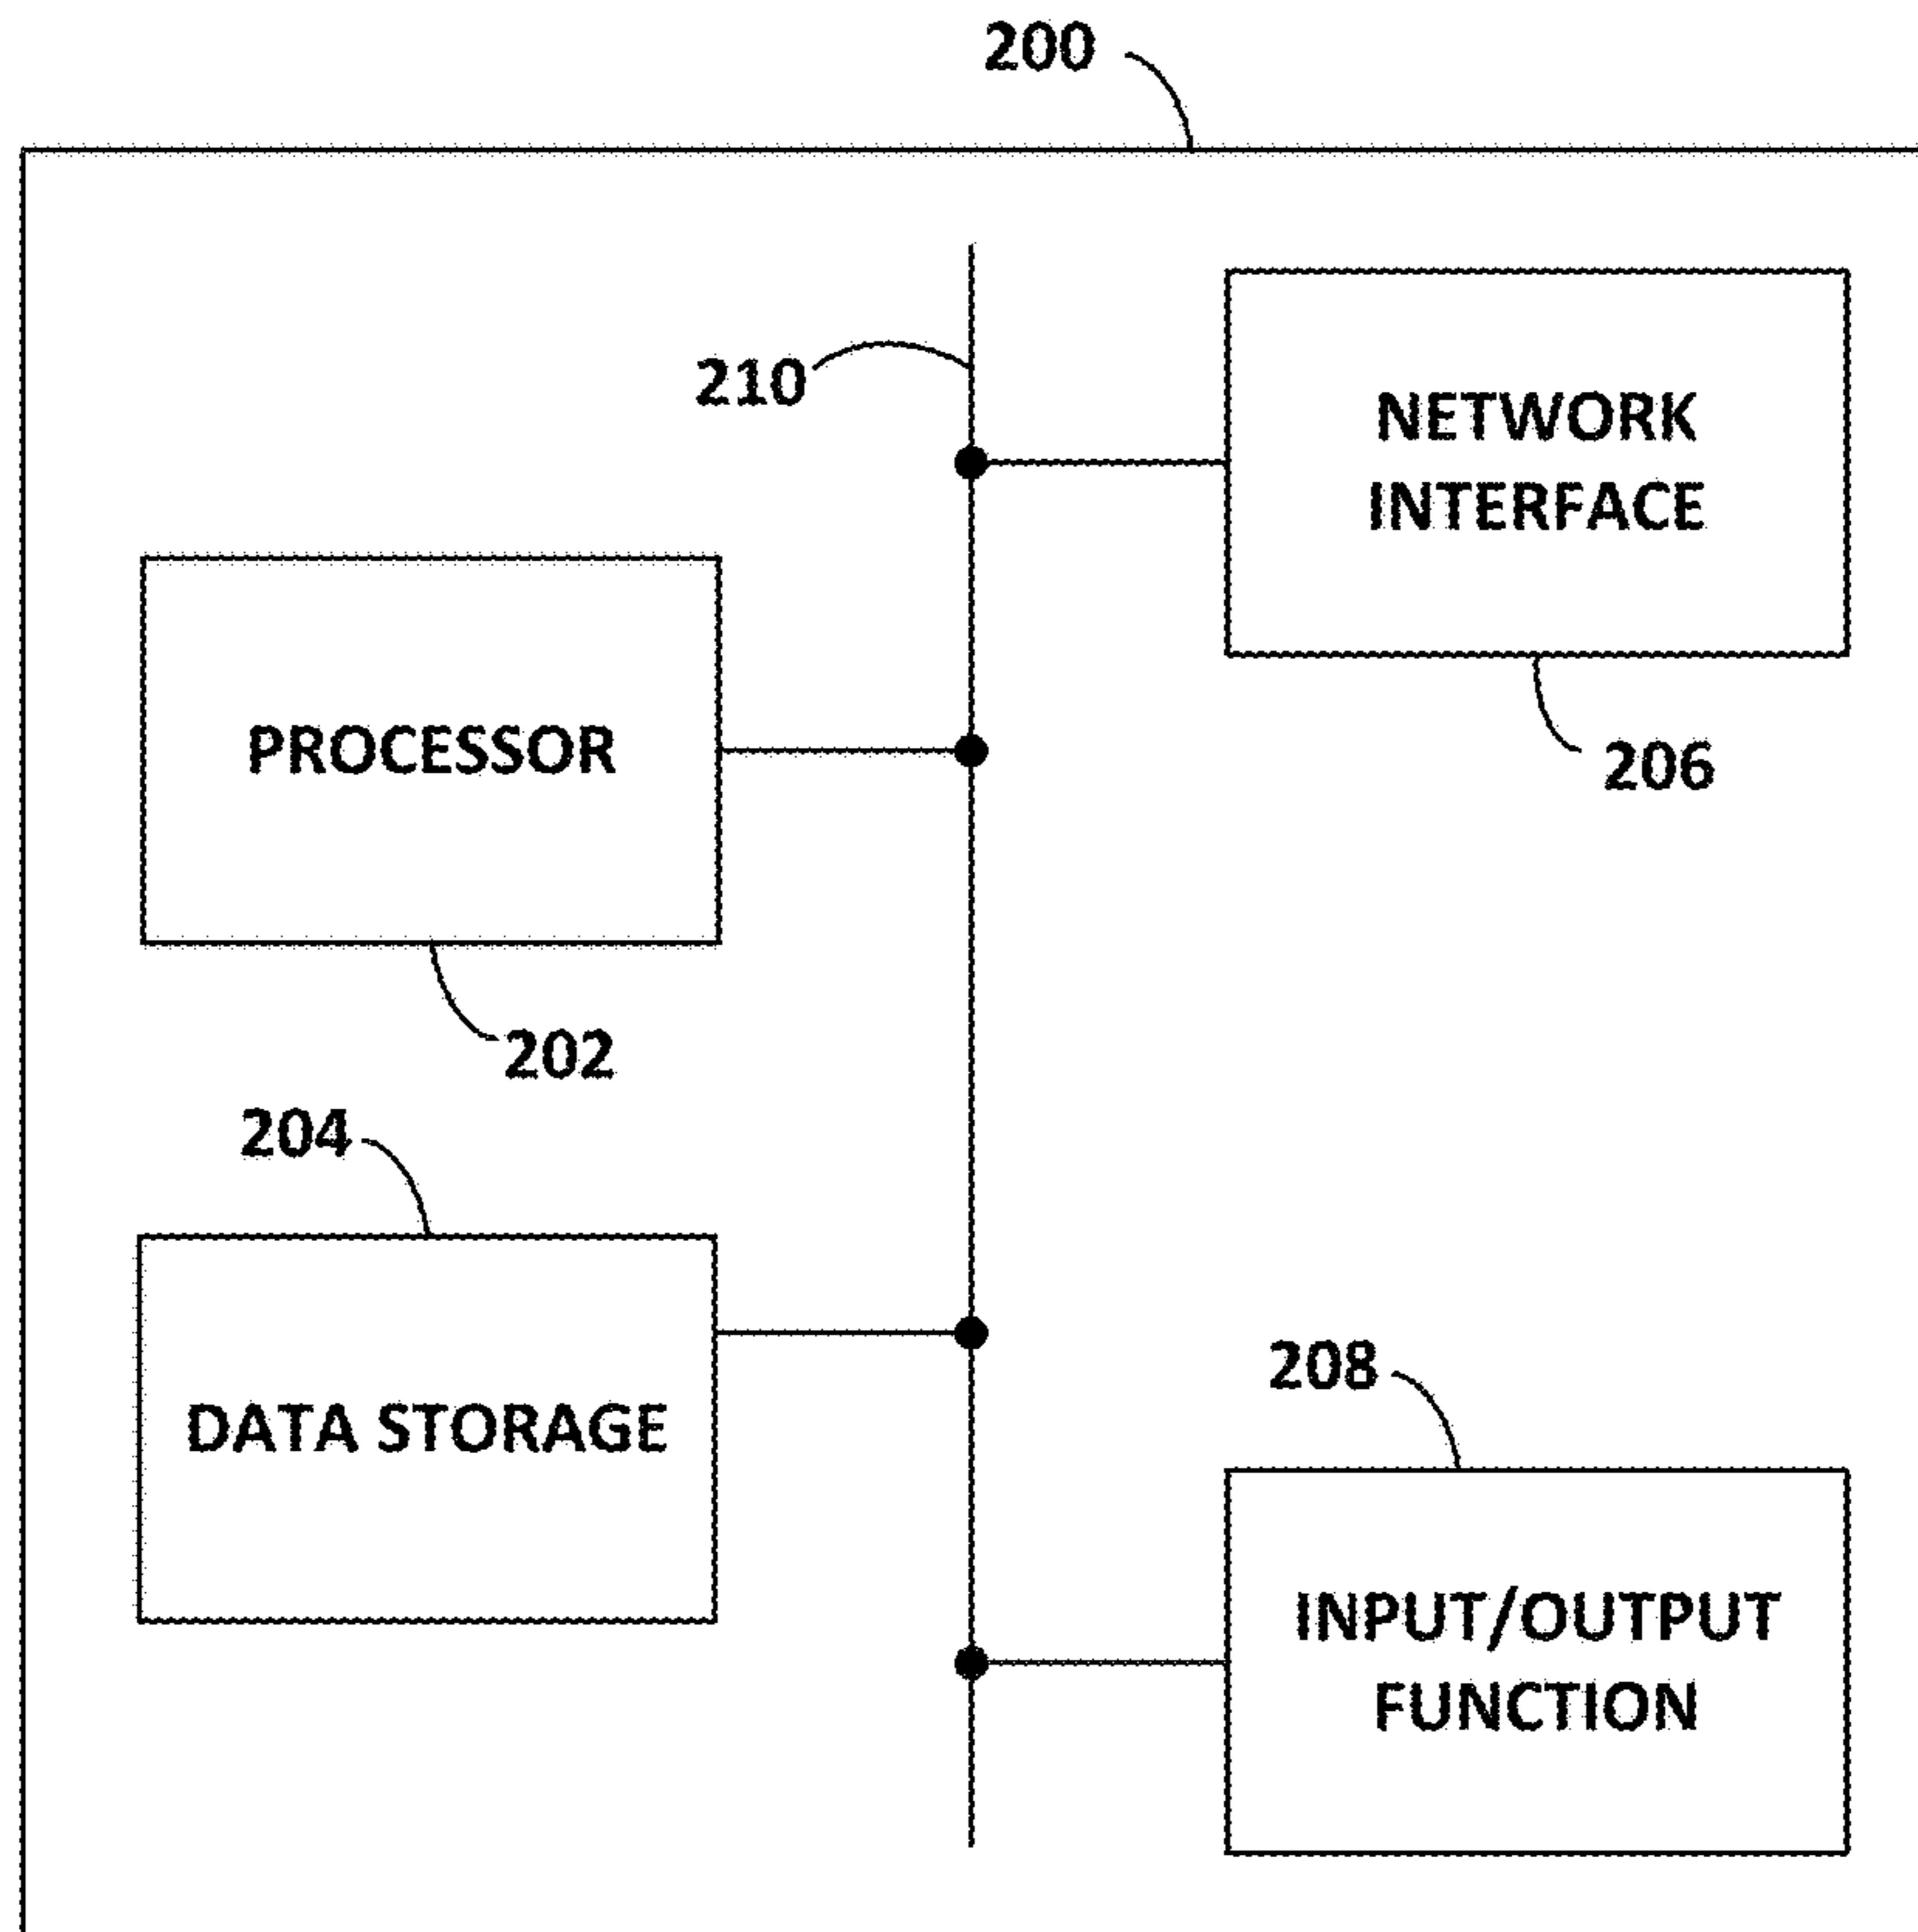 200
210
NETWORK
INTERFACE
PROCESSOR
206
202
204
DATA STORAGE
208
INPUT/OUTPUT
FUNCTION